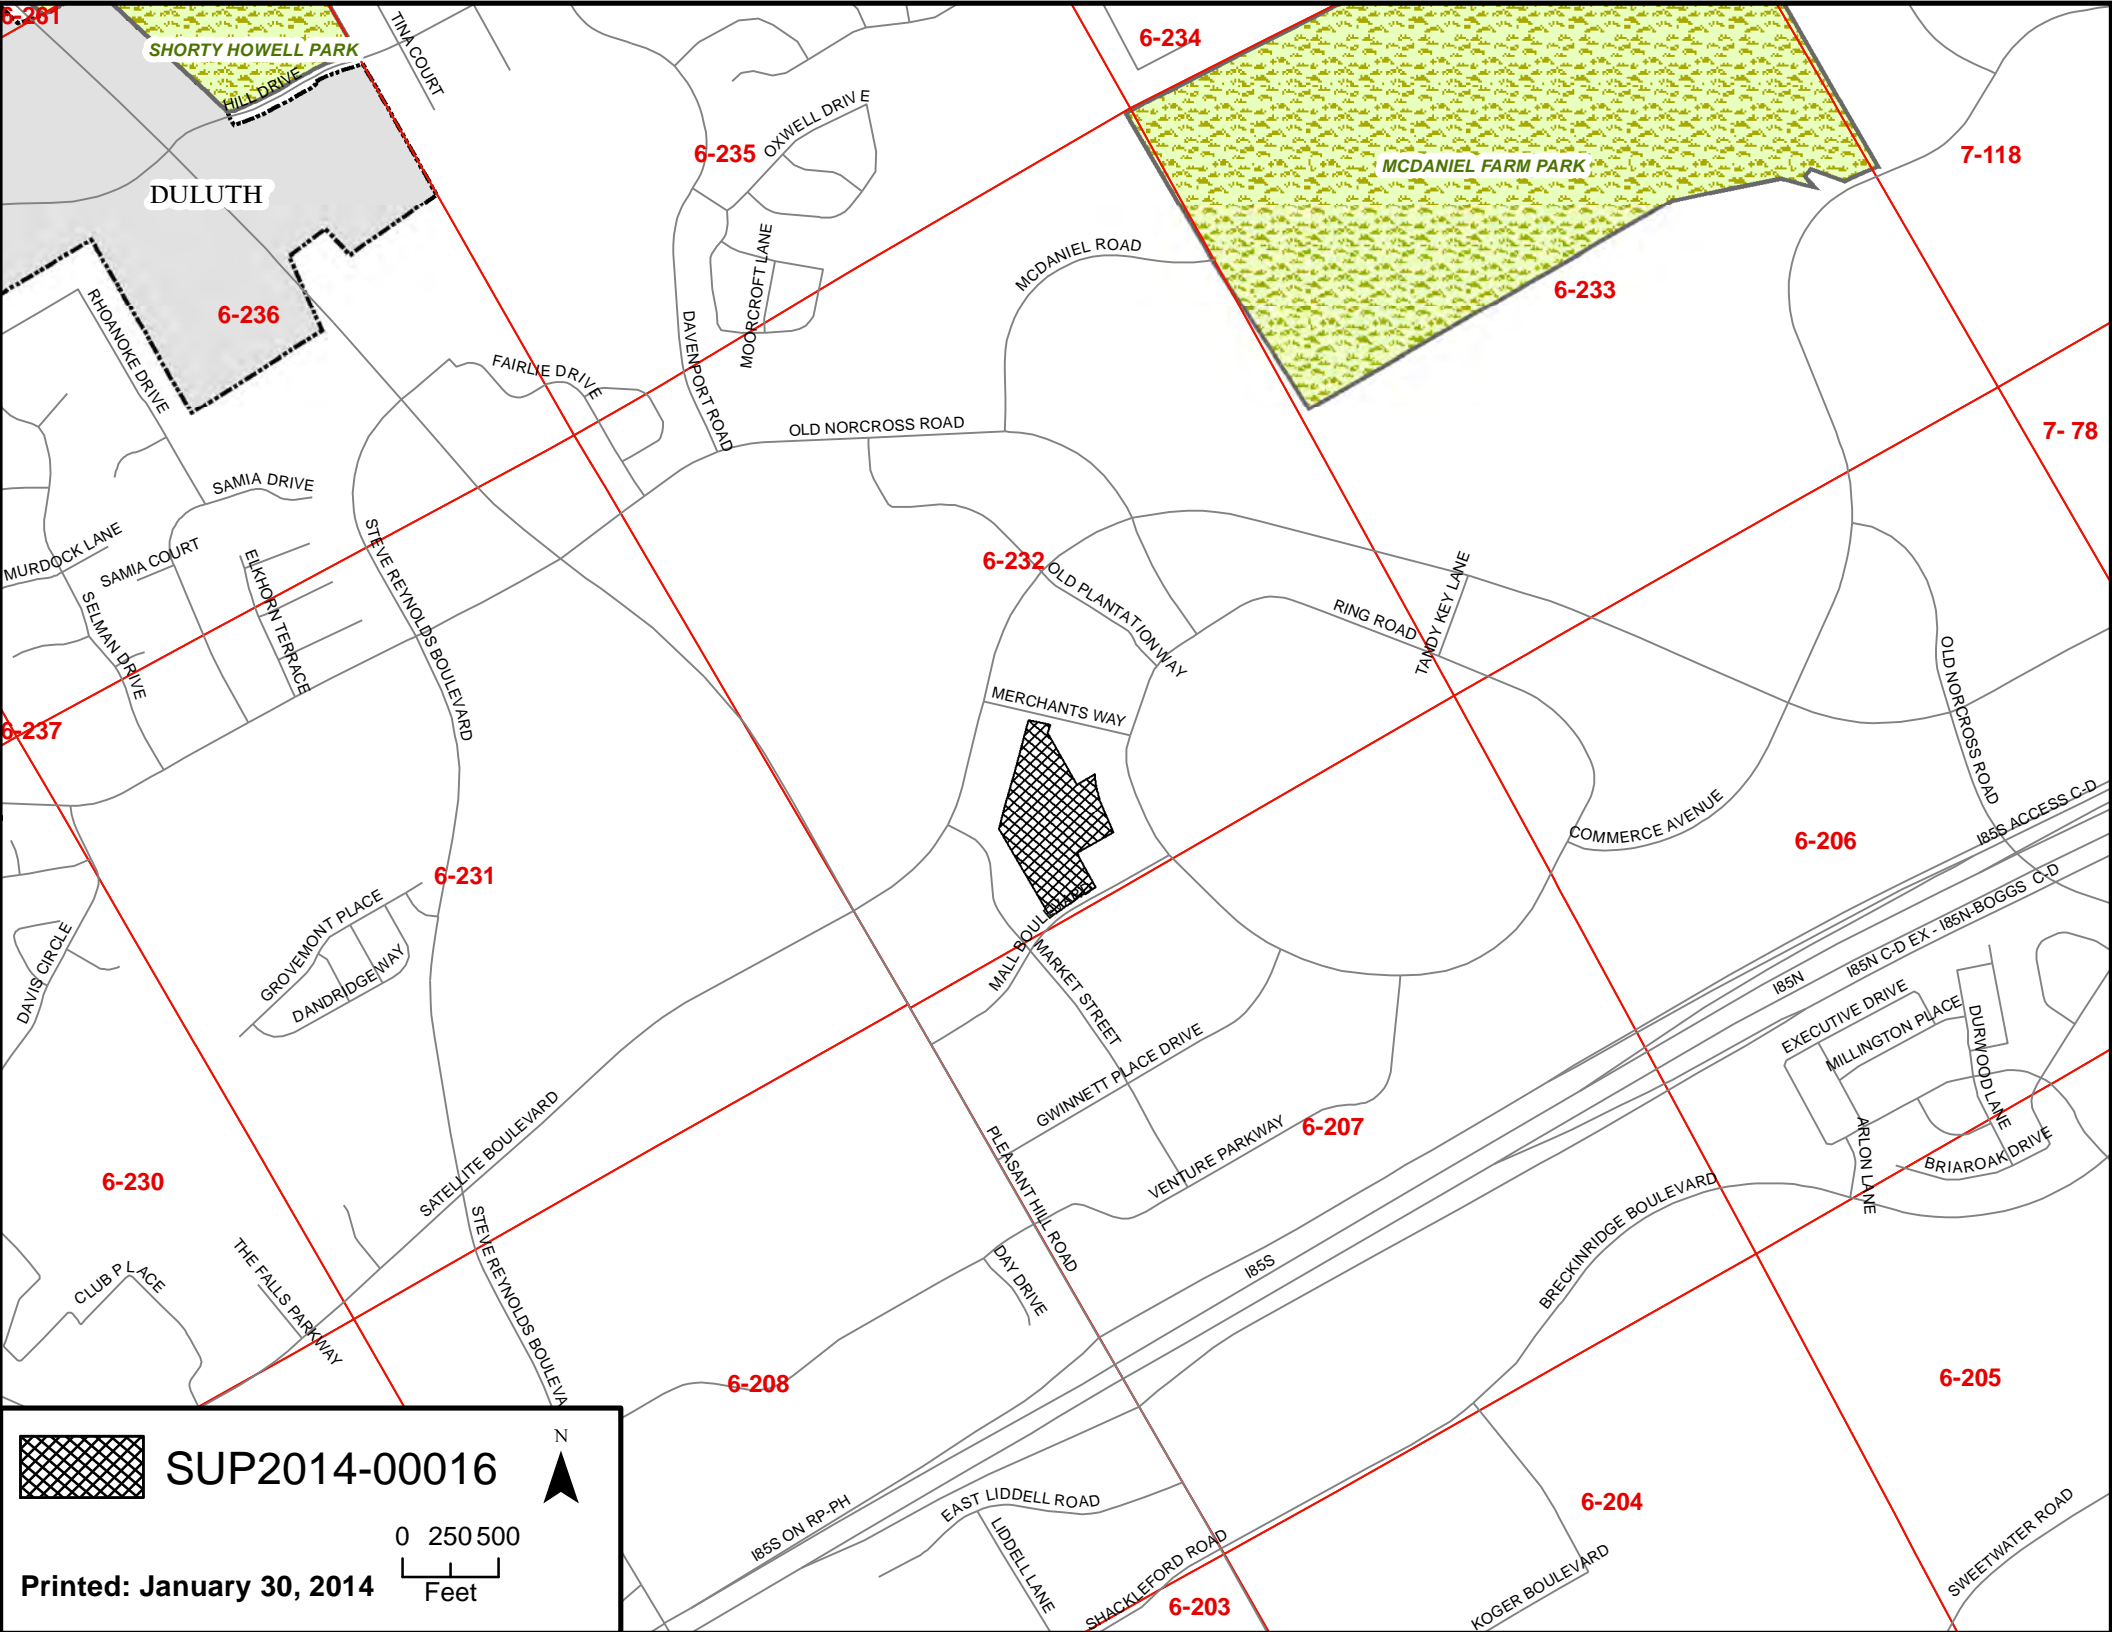 6-261
SHORTY HOWELL PARK
HILL DRIVE
TINA COURT
6-234
6-235
OXWELL DRIVE
MCDANIEL FARM PARK
7-118
DULUTH
MOORCROFT LANE
MCDANIEL ROAD
6-233
6-236
RHOANOKE DRIVE
FAIRLIE DRIVE
DAVENPORT ROAD
OLD NORCROSS ROAD
7- 78
SAMIA DRIVE
MURDOCK LANE
SAMIA COURT
ELKHORN TERRACE
STEVE REYNOLDS BOULEVARD
SELMAN DRIVE
6-232
OLD PLANTATION WAY
RING ROAD
TANDY KEY LANE
OLD NORCROSS ROAD
MERCHANTS WAY
6-237
COMMERCE AVENUE
6-206
I85S ACCESS C-D
6-231
GROVEMONT PLACE
DANDRIDGE WAY
DAVIS CIRCLE
MALL BOULEVARD
MARKET STREET
I85N C-D EX - I85N-BOGGS C-D
I85N
EXECUTIVE DRIVE
MILLINGTON PLACE
DURWOOD LANE
GWINNETT PLACE DRIVE
SATELLITE BOULEVARD
PLEASANT HILL ROAD
VENTURE PARKWAY
6-207
ARLON LANE
BRIAROAK DRIVE
6-230
BRECKINRIDGE BOULEVARD
STEVE REYNOLDS BOULEVA
THE FALLS PARKWAY
CLUB PLACE
DAY DRIVE
I85S
6-208
6-205
SUP2014-00016
N
0 250 500
Feet
Printed: January 30, 2014
I85S ON RP-PH
EAST LIDDELL ROAD
LIDDELL LANE
SHACKLEFORD ROAD
6-203
6-204
KOGER BOULEVARD
SWEETWATER ROAD